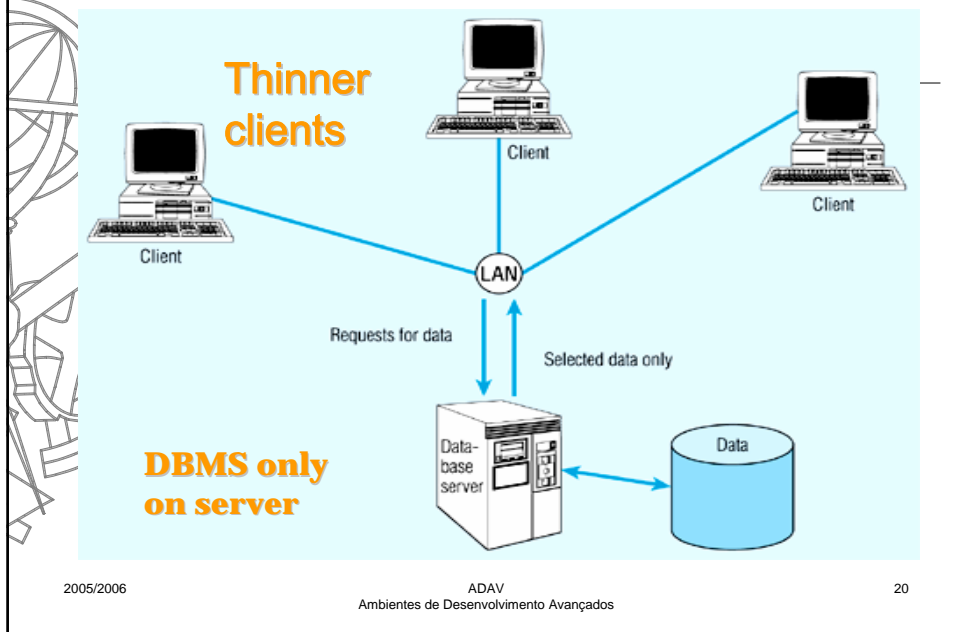 Thinner
clients
Client
Client
Client
LAN
Requests for data
Selected data only
Data-
base
server
Data
DBMS only
on server
2005/2006
ADAV
Ambientes de Desenvolvimento Avançados
20